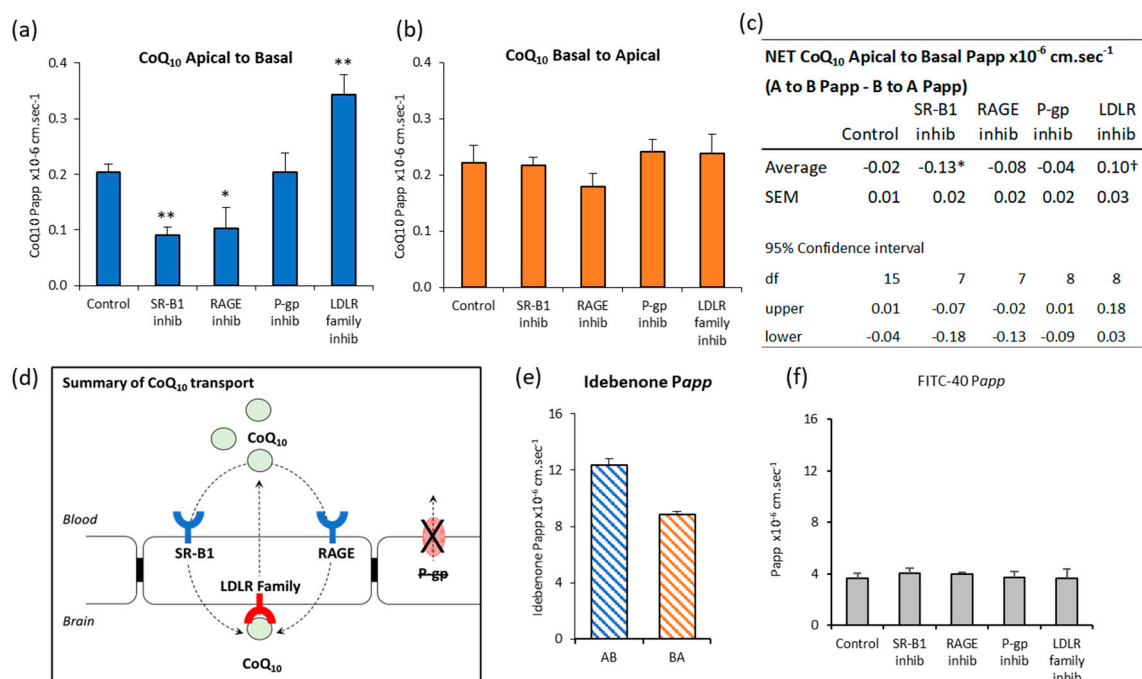 (a)
CoQ10 Apical to Basal
CoQ10 Papp x10-6 cm.sec-1
0.4
0.3
0.2
0.1
0.0
**
*
**
Control
SR-B1
inhib
RAGE
inhib
P-gp
inhib
LDLR
family
inhib
(b)
CoQ10 Basal to Apical
CoQ10 Papp x10-6 cm.sec-1
0.4
0.3
0.2
0.1
0.0
Control
SR-B1
inhib
RAGE
inhib
P-gp
inhib
LDLR
family
inhib
(c)
NET CoQ10 Apical to Basal Papp x10-6 cm.sec-1
(A to B Papp - B to A Papp)
SR-B1 RAGE P-gp LDLR
Control inhib inhib inhib inhib
Average -0.02 -0.13* -0.08 -0.04 0.10†
SEM 0.01 0.02 0.02 0.02 0.03
95% Confidence interval
df 15 7 7 8 8
upper 0.01 -0.07 -0.02 0.01 0.18
lower -0.04 -0.18 -0.13 -0.09 0.03
(d)
Summary of CoQ10 transport
CoQ10
Blood
SR-B1
RAGE
P-gp
LDLR Family
Brain
CoQ10
(e)
Idebenone Papp
Idebenone Papp x10-6 cm.sec-1
16
12
8
4
0
AB
BA
(f)
FITC-40 Papp
Papp x10-6 cm.sec-1
16
12
8
4
0
Control
SR-B1
inhib
RAGE
inhib
P-gp
inhib
LDLR
family
inhib